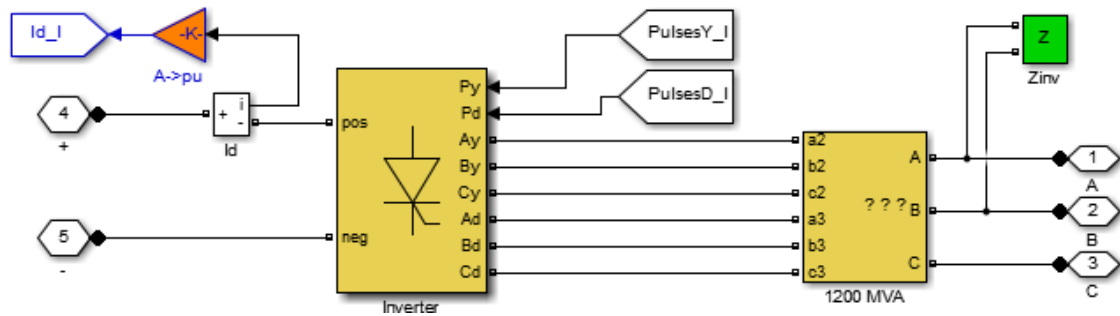 Id_I
-K-
A->pu
4
+
+
i
-
Id
5
-
pos
neg
Py
Pd
Ay
By
Cy
Ad
Bd
Cd
Inverter
PulsesY_I
PulsesD_I
a2
b2
c2
a3
b3
c3
A
? ? ?
B
C
1200 MVA
Z
Zinv
1
A
2
B
3
C